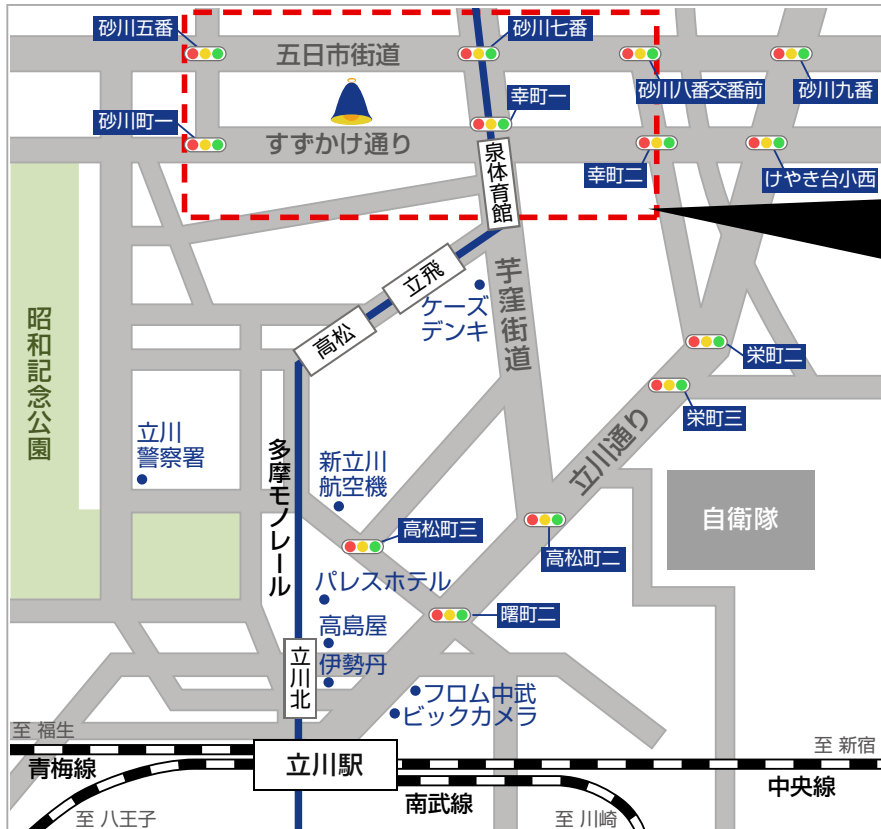 砂川五番
砂川七番
五日市街道
砂川八番交番前
砂川九番
幸町一
砂川町一
すずかけ通り
幸町二
けやき台小西
泉体育館
立飛
芋窪街道
ケーズ
デンキ
高松
昭和記念公園
栄町二
栄町三
立川
警察署
多摩モノレール
新立川
航空機
立川通り
自衛隊
高松町三
高松町二
パレスホテル
曙町二
高島屋
立川北
伊勢丹
フロム中武
ビックカメラ
至 福生
至 新宿
青梅線
立川駅
中央線
南武線
至 八王子
至 川崎